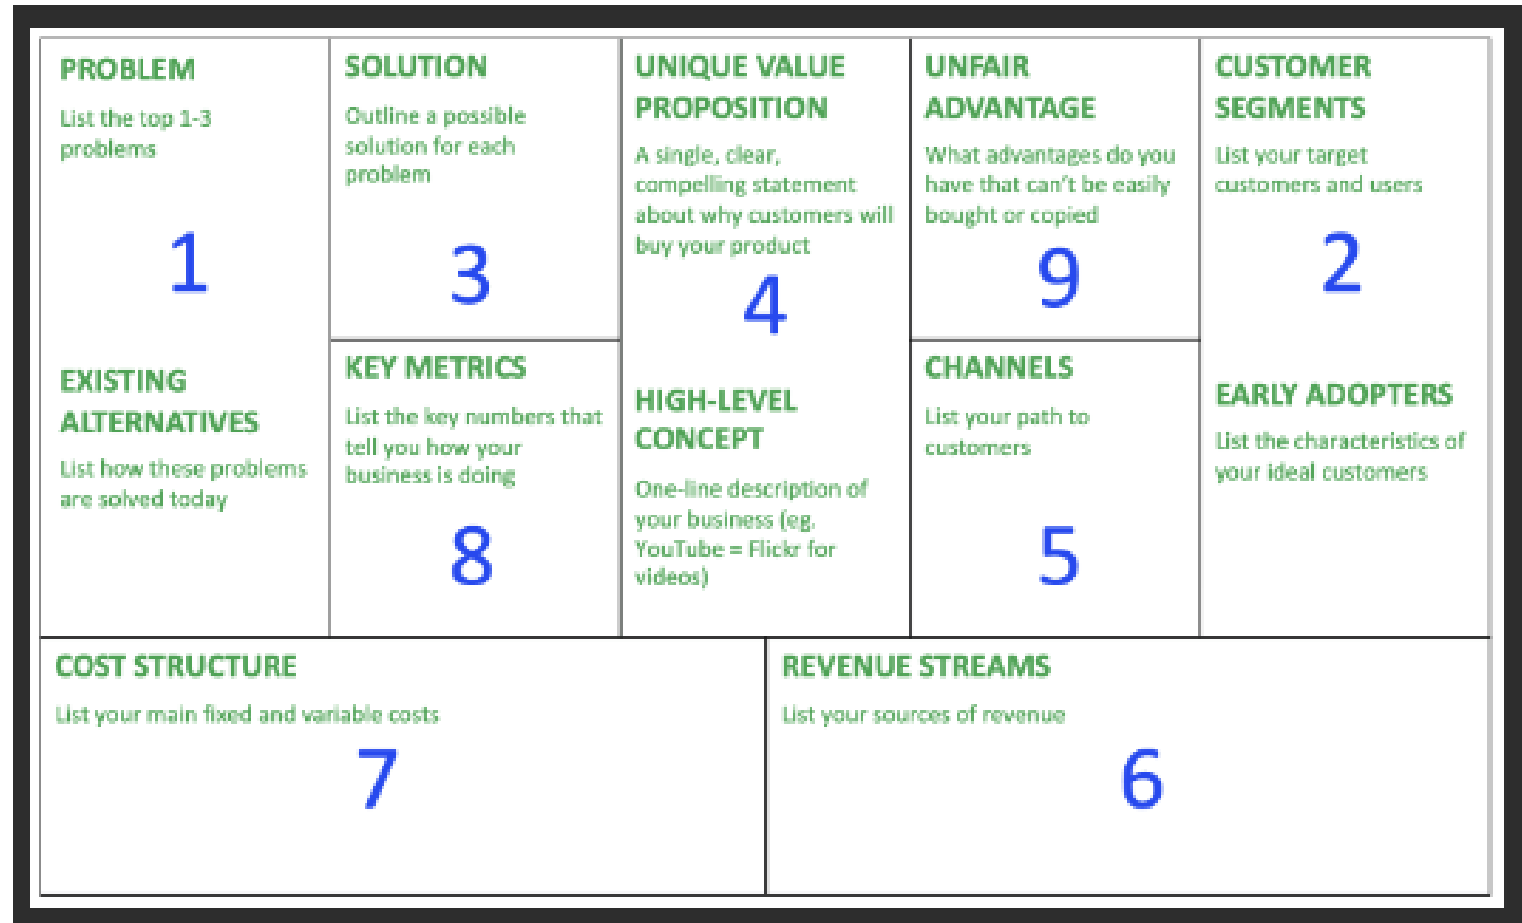 PROBLEM
List the top 1-3
problems
1
EXISTING
ALTERNATIVES
List how these problems
are solved today
SOLUTION
Outline a possible
solution for each
problem
3
KEY METRICS
List the key numbers that
tell you how your
business is doing
8
UNIQUE VALUE
PROPOSITION
A single, clear,
compelling statement
about why customers will
buy your product
4
HIGH-LEVEL
CONCEPT
One-line description of
your business (eg.
YouTube = Flickr for
videos)
UNFAIR
ADVANTAGE
What advantages do you
have that can't be easily
bought or copied
9
CHANNELS
List your path to
customers
5
CUSTOMER
SEGMENTS
List your target
customers and users
2
EARLY ADOPTERS
List the characteristics of
your ideal customers
COST STRUCTURE
List your main fixed and variable costs
7
REVENUE STREAMS
List your sources of revenue
6